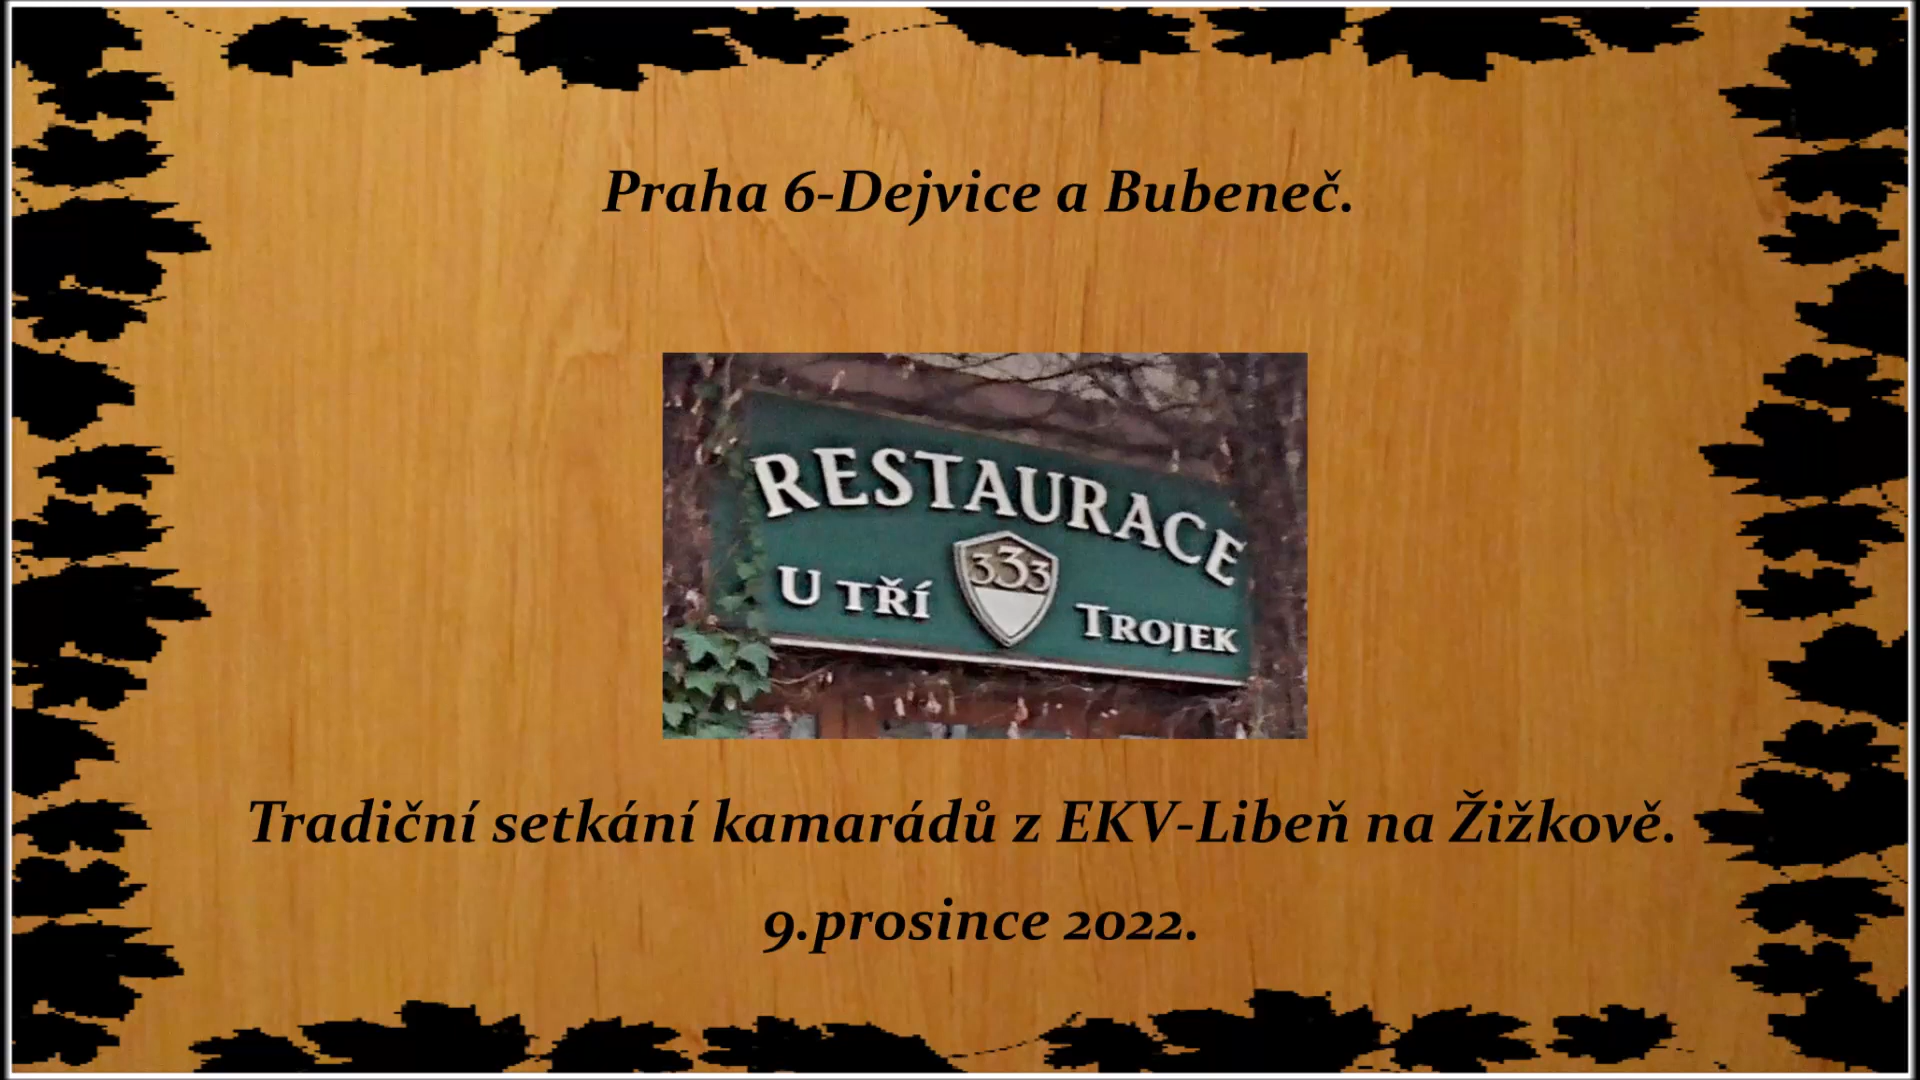 Praha 6-Dejvice a Bubeneč.
RESTAURACE
333
U TŘÍ TROJEK
Tradiční setkání kamarádů z EKV-Libeň na Žižkově.
9.prosince 2022.